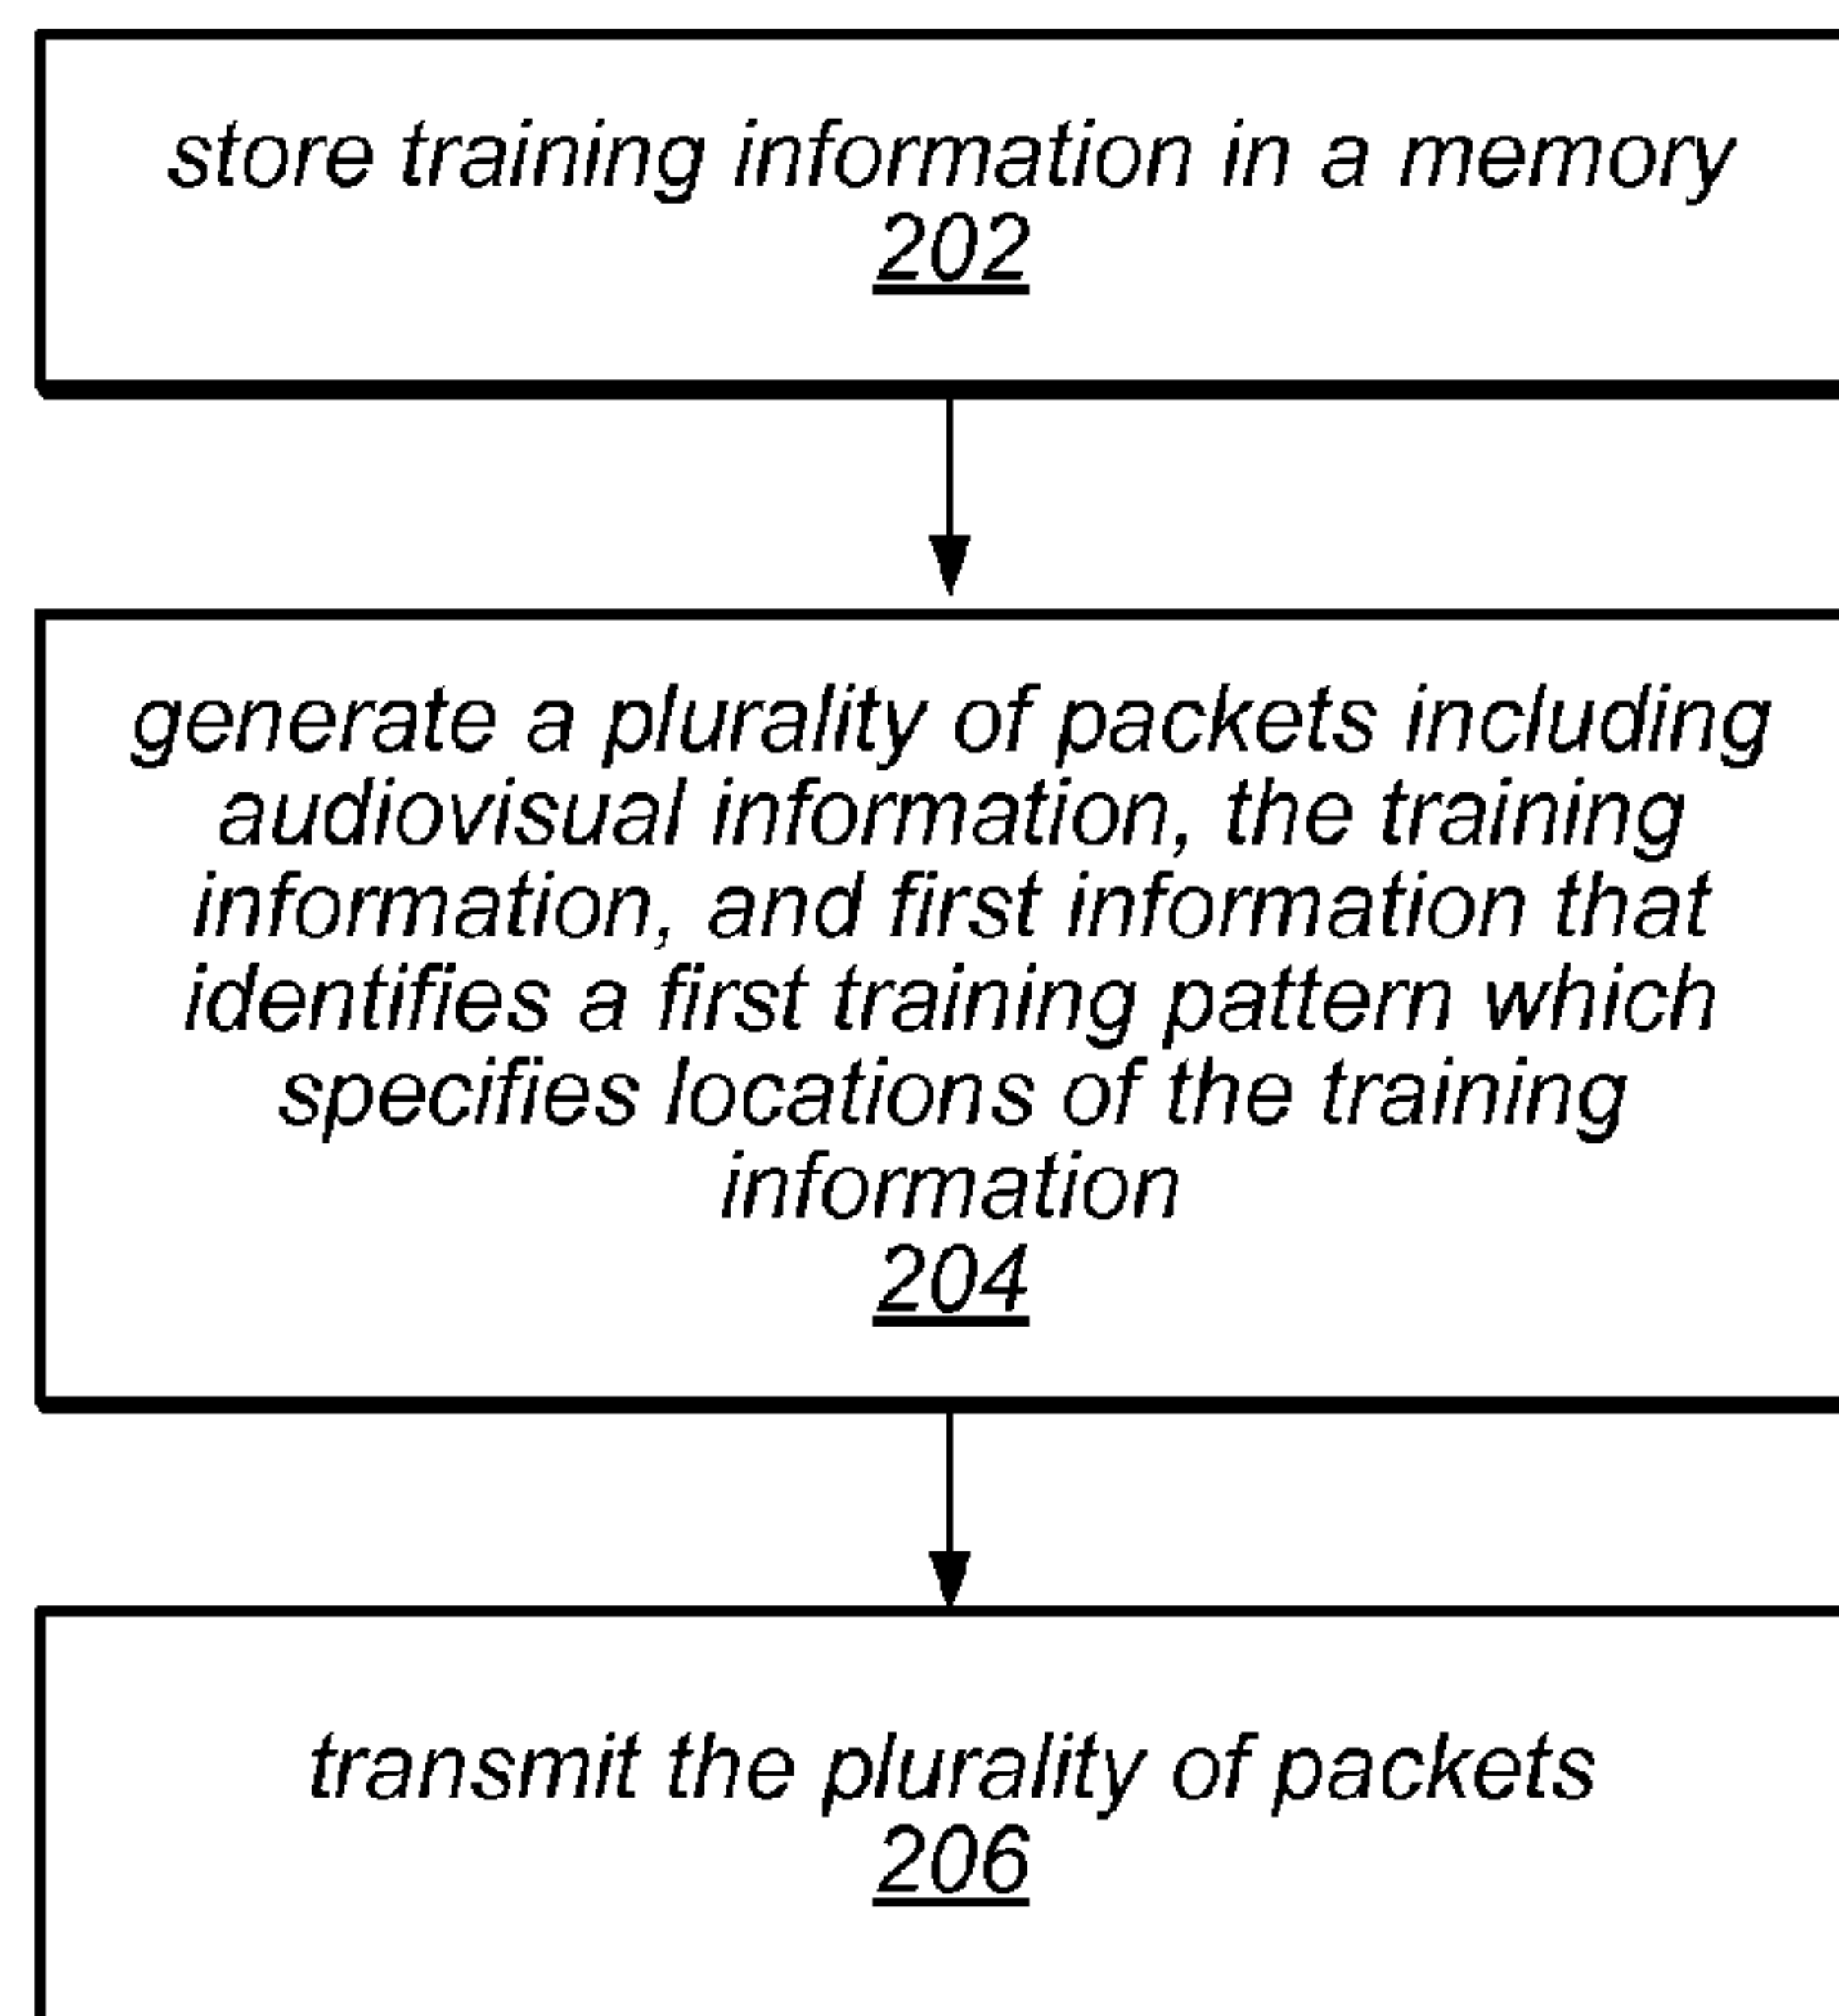 store training information in a memory
202
generate a plurality of packets including
audiovisual information, the training
information, and first information that
identifies a first training pattern which
specifies locations of the training
information
204
transmit the plurality of packets
206